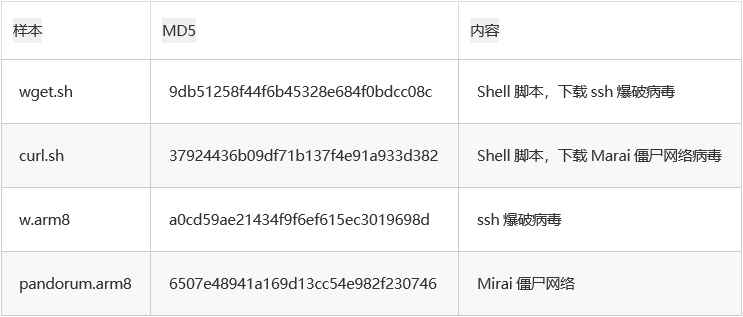 样本 MD5 内容
wget.sh 9db51258f44f6b45328e684f0bdcc08c Shell 脚本，下载 ssh 爆破病毒
curl.sh 37924436b09df71b137f4e91a933d382 Shell 脚本，下载 Marai 僵尸网络病毒
w.arm8 a0cd59ae21434f9f6ef615ec3019698d ssh 爆破病毒
pandorum.arm8 6507e48941a169d13cc54e982f230746 Mirai 僵尸网络